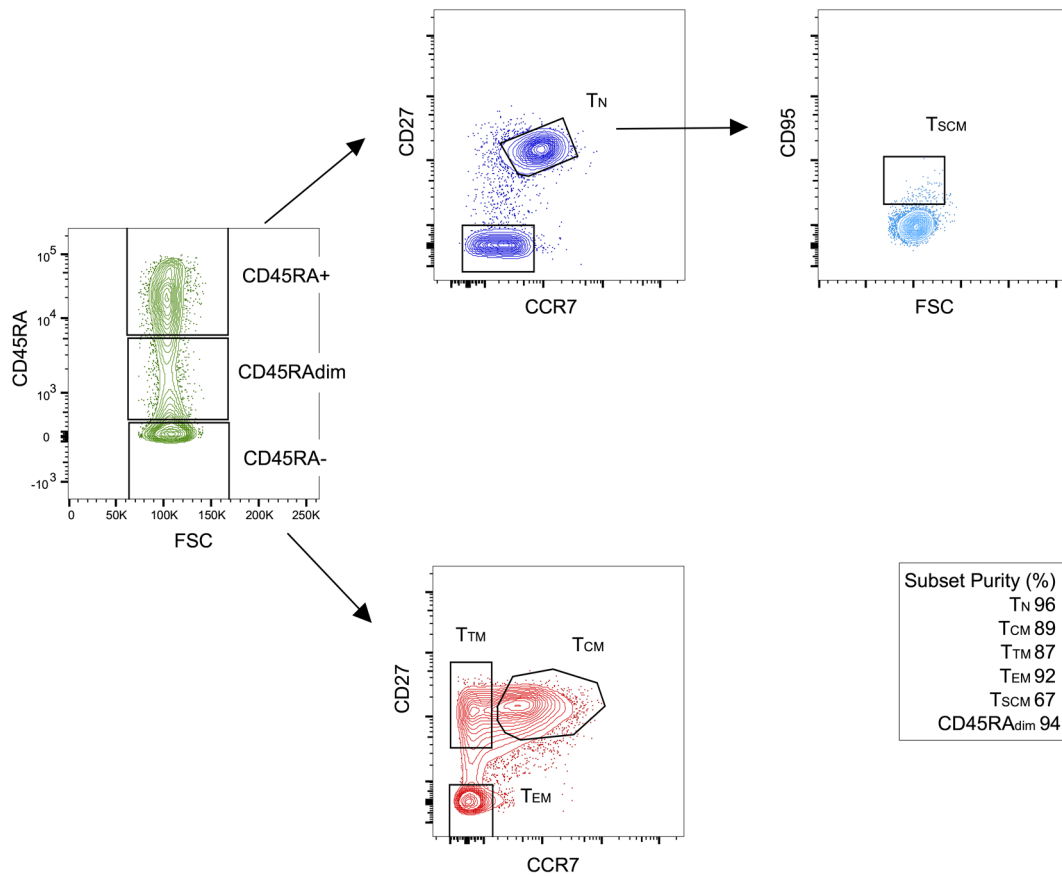 CD27
TN
CCR7
CD95
TSCM
FSC
CD45RA
10⁵
10⁴
10³
0
-10³
CD45RA+
CD45RAdim
CD45RA-
0 50K 100K 150K 200K 250K
FSC
CD27
TTM
TCM
TEM
CCR7
Subset Purity (%)
TN 96
TCM 89
TTM 87
TEM 92
TSCM 67
CD45RAdim 94